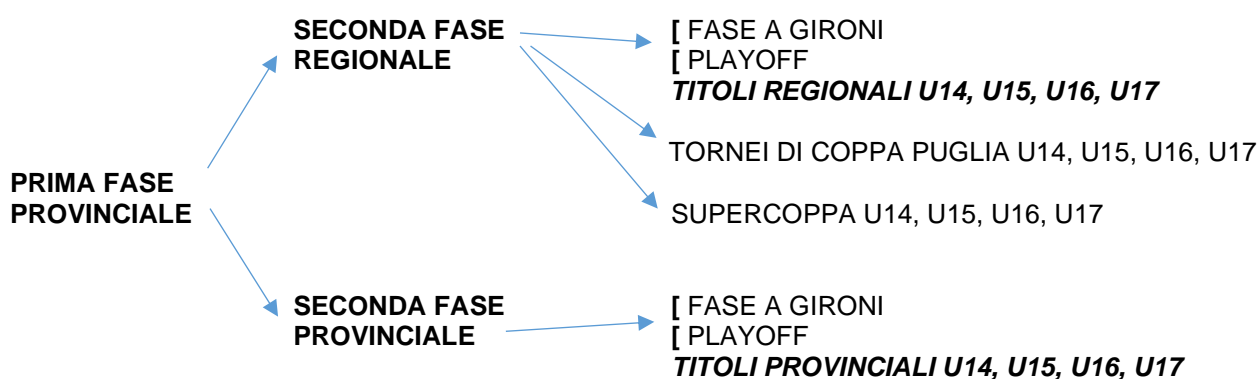 SECONDA FASE
REGIONALE
[ FASE A GIRONI
[ PLAYOFF
TITOLI REGIONALI U14, U15, U16, U17
TORNEI DI COPPA PUGLIA U14, U15, U16, U17
PRIMA FASE
PROVINCIALE
SUPERCOPPA U14, U15, U16, U17
SECONDA FASE
PROVINCIALE
[ FASE A GIRONI
[ PLAYOFF
TITOLI PROVINCIALI U14, U15, U16, U17